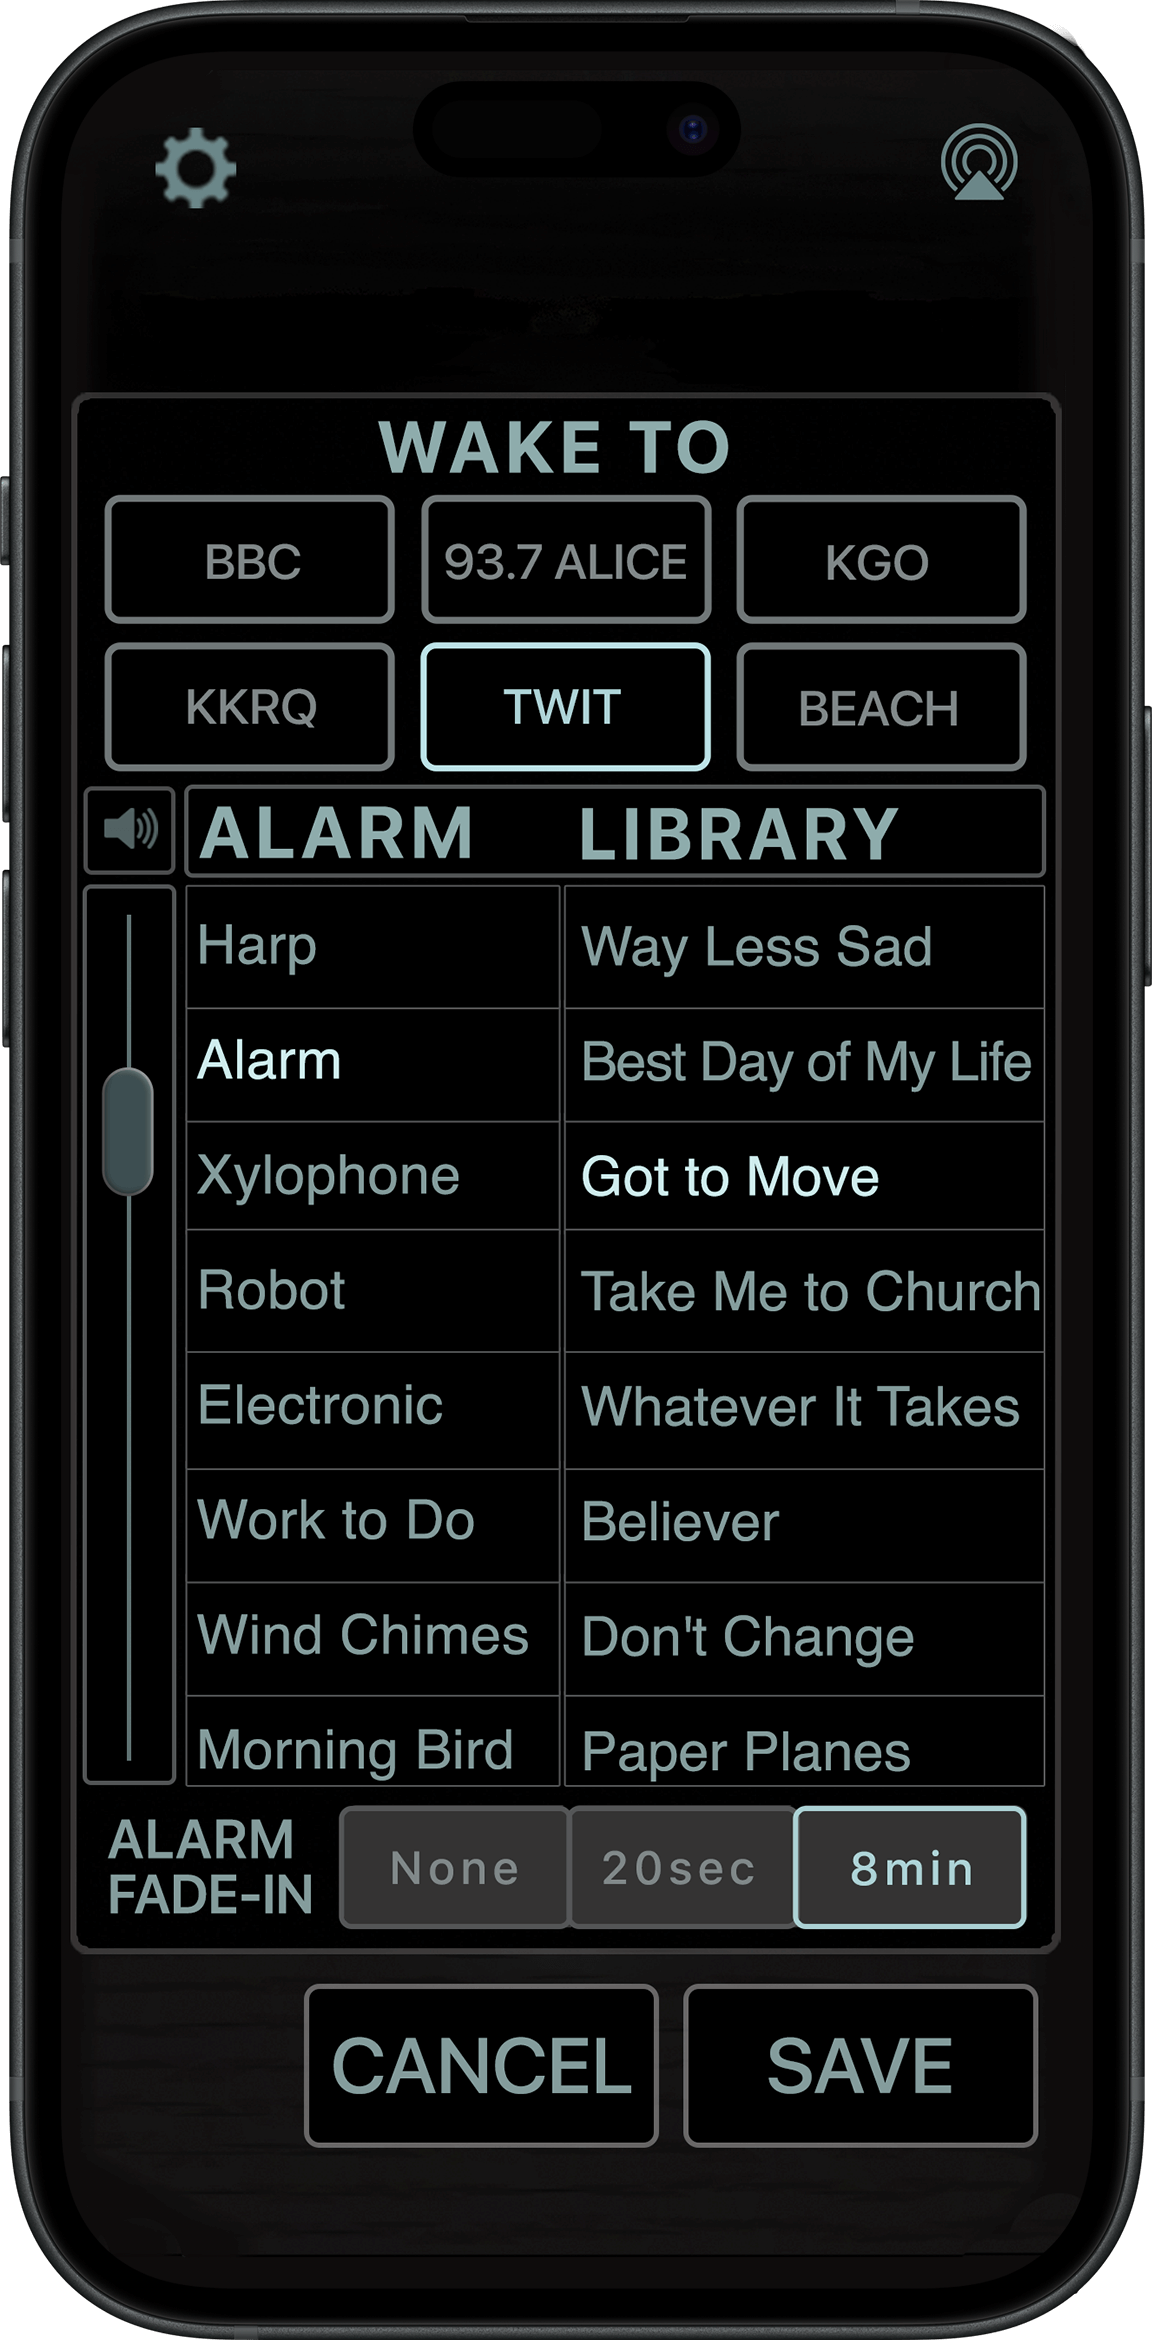 WAKE TO
BBC
93.7 ALICE
KGO
KKRQ
TWIT
BEACH
ALARM
LIBRARY
Harp
Way Less Sad
Alarm
Best Day of My Life
Xylophone
Got to Move
Robot
Take Me to Church
Electronic
Whatever It Takes
Work to Do
Believer
Wind Chimes
Don't Change
Morning Bird
Paper Planes
ALARM
FADE-IN
None
20sec
8min
CANCEL
SAVE